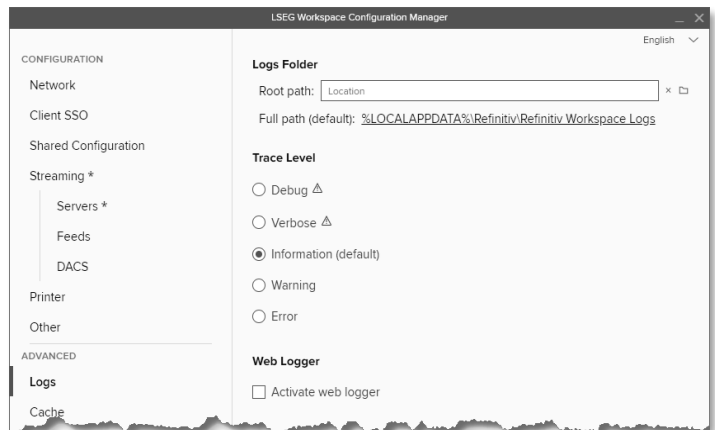 LSEG Workspace Configuration Manager
English
CONFIGURATION
Network
Client SSO
Shared Configuration
Streaming *
Servers *
Feeds
DACS
Printer
Other
ADVANCED
Logs
Cache
Logs Folder
Root path: Location
Full path (default): %LOCALAPPDATA%\Refinitiv\Refinitiv Workspace Logs
Trace Level
Debug
Verbose
Information (default)
Warning
Error
Web Logger
Activate web logger